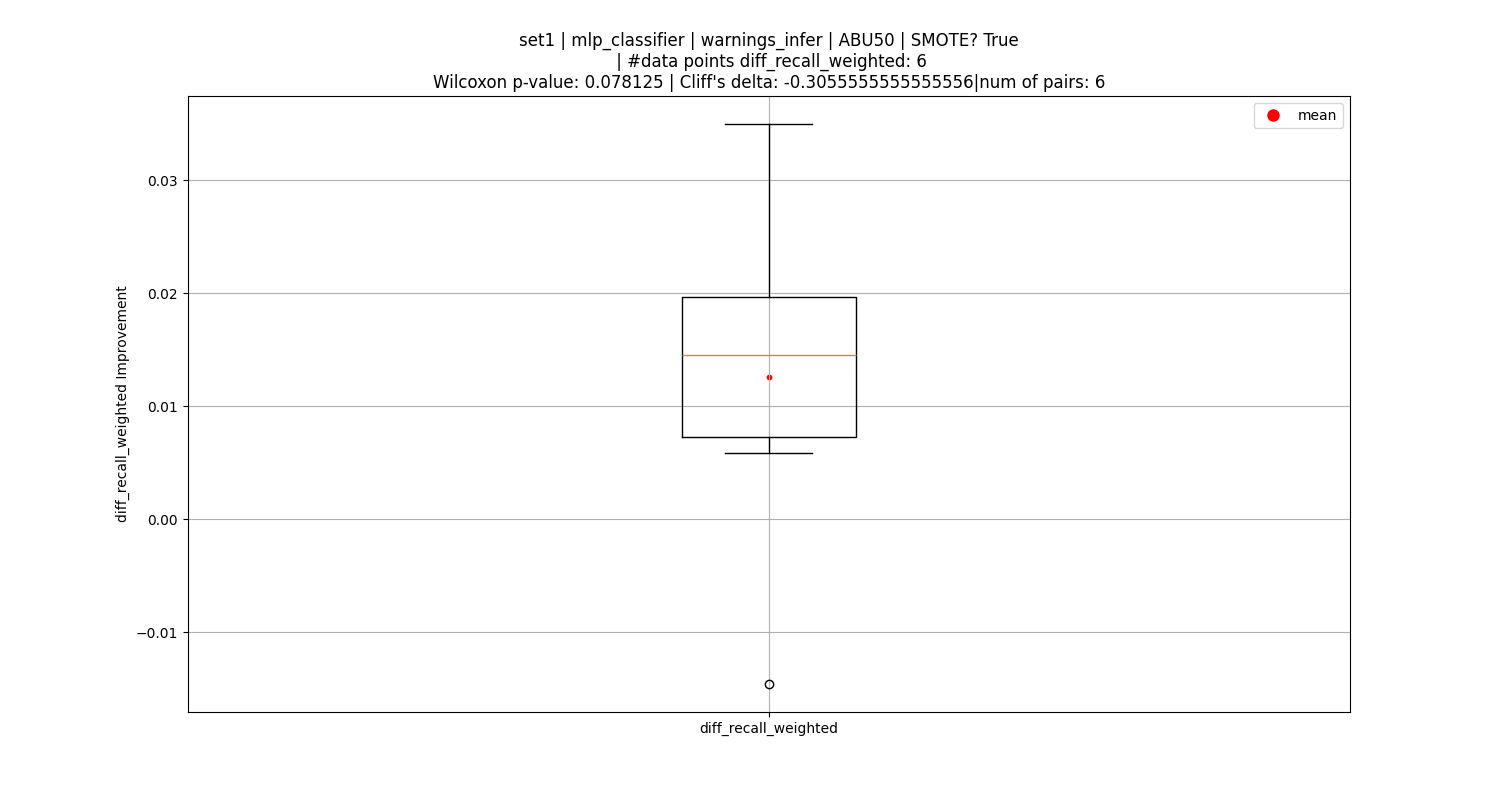 set1 | mlp_classifier | warnings_infer | ABU50 | SMOTE? True
| #data points diff_recall_weighted: 6
Wilcoxon p-value: 0.078125 | Cliff's delta: -0.3055555555555556|num of pairs: 6
mean
0.03
0.02
0.01
0.00
−0.01
diff_recall_weighted Improvement
diff_recall_weighted